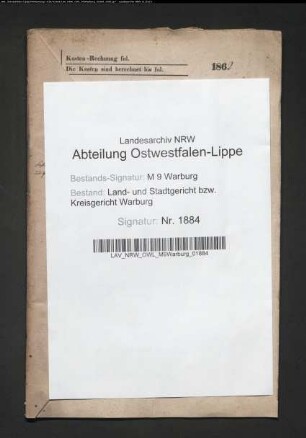 Kosten-Rechnung fol.
Die Kosten sind berechnet bis fol.
186
Landesarchiv NRW
Abteilung Ostwestfalen-Lippe
Bestands-Signatur: M 9 Warburg
Bestand: Land- und Stadtgericht bzw.
Kreisgericht Warburg
Signatur: Nr. 1884
LAV_NRW_OWL_M9Warburg_01884